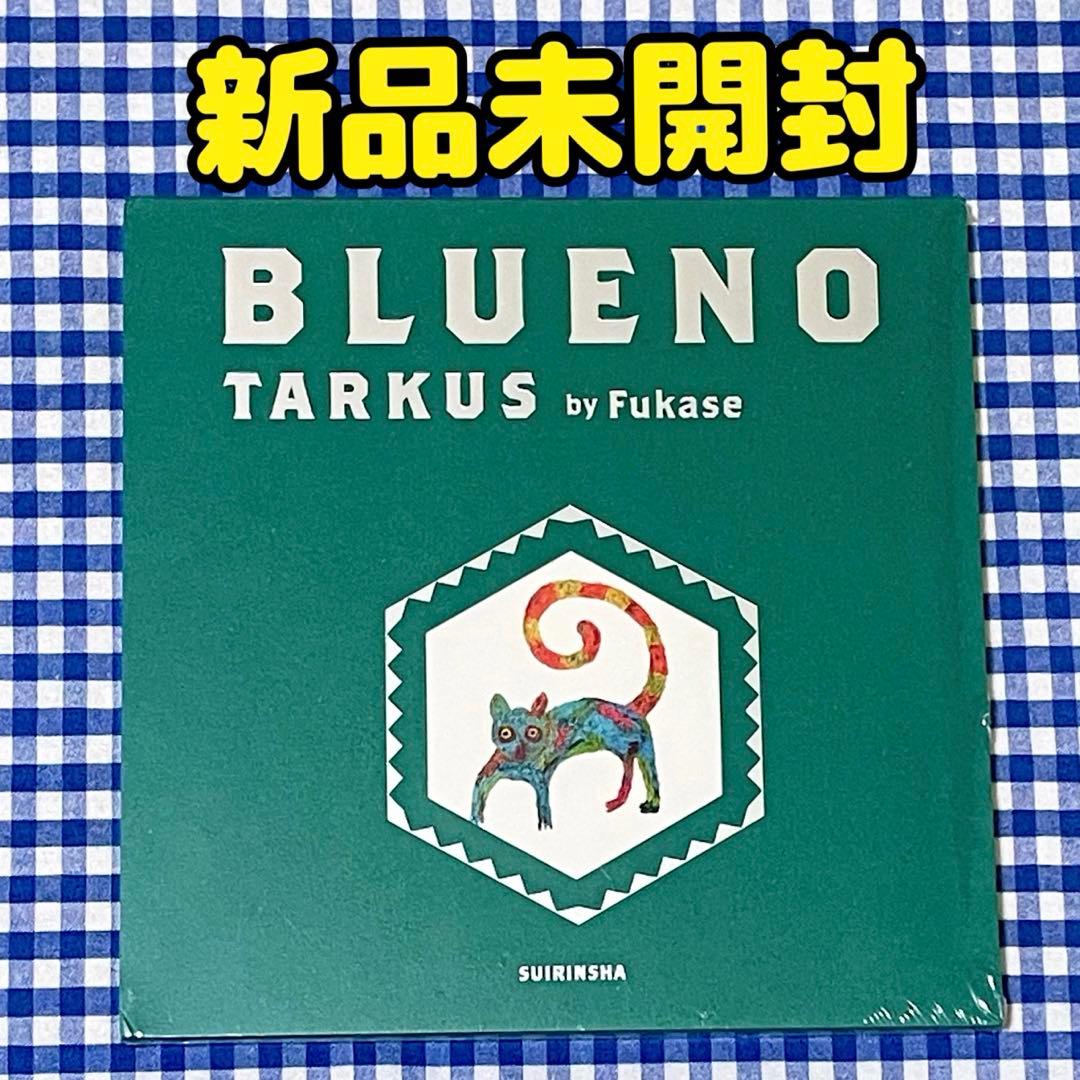 新品未開封
BLUENO
TARKUS by Fukase
SUIRINSHA